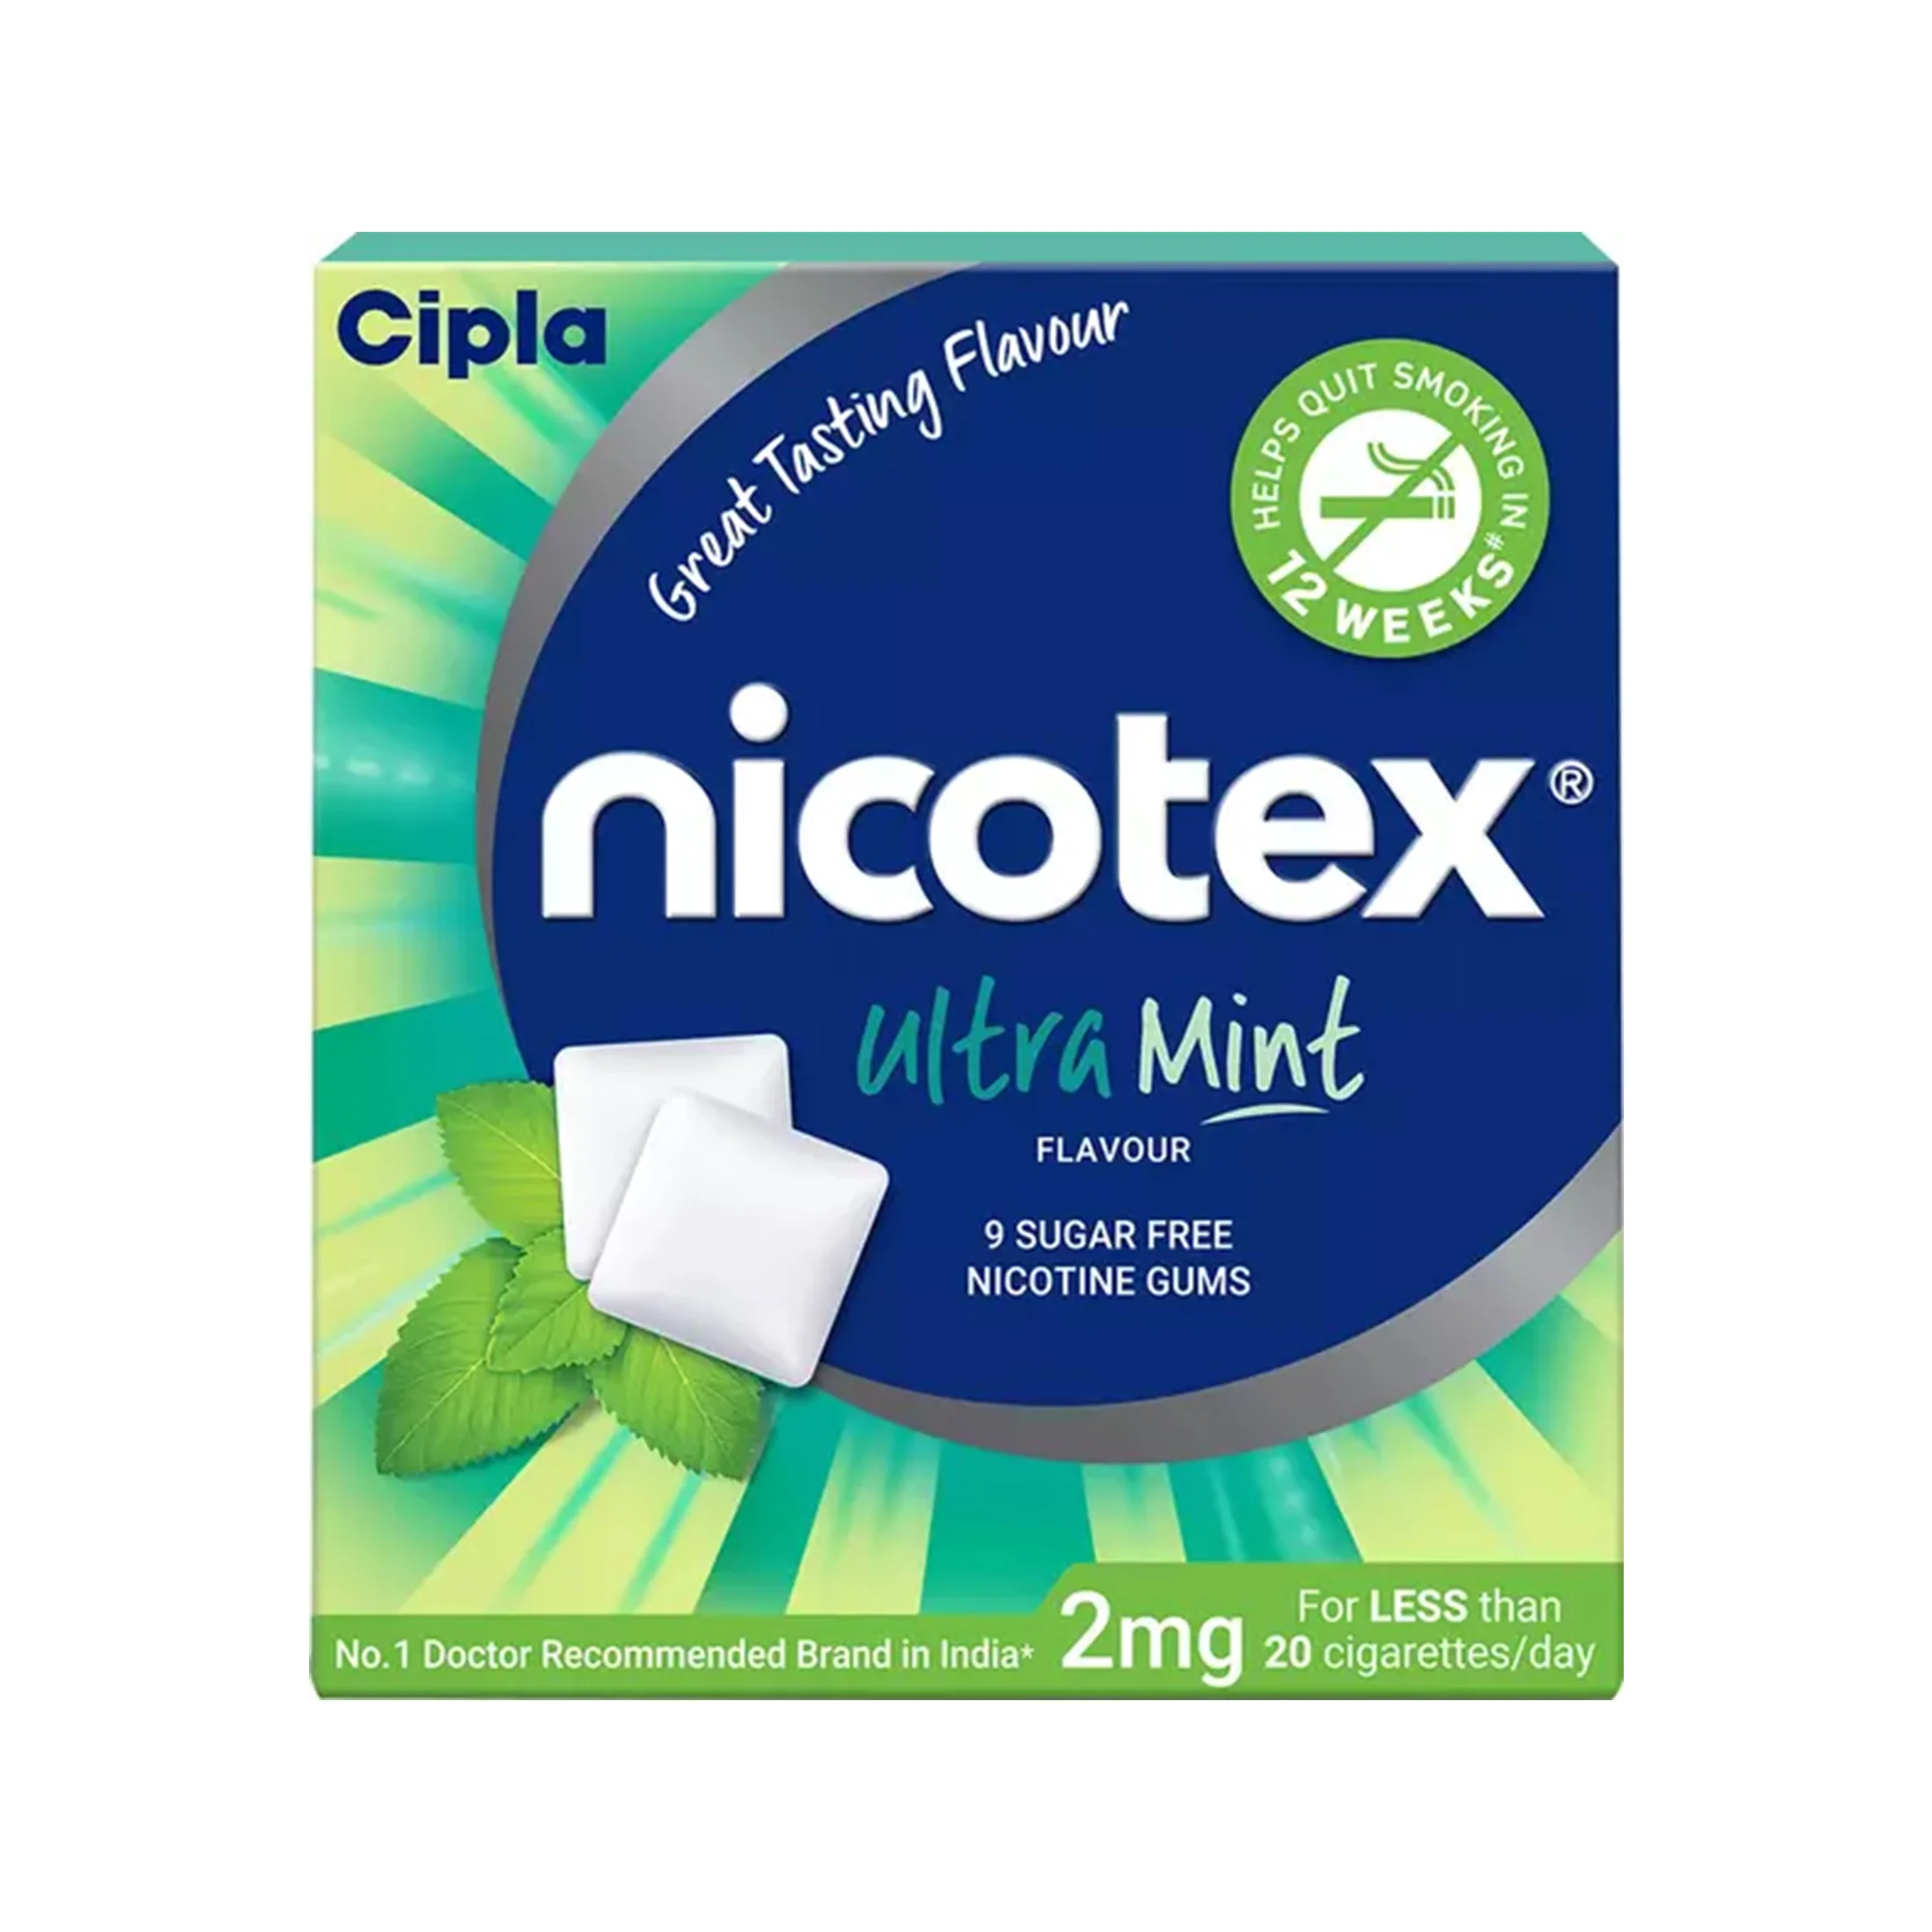 Cipla
Great Tasting Flavour
HELPS QUIT SMOKING IN
12 WEEKS#
nicotex®
ultra Mint
FLAVOUR
9 SUGAR FREE
NICOTINE GUMS
No.1 Doctor Recommended Brand in India*
2mg
For LESS than
20 cigarettes/day